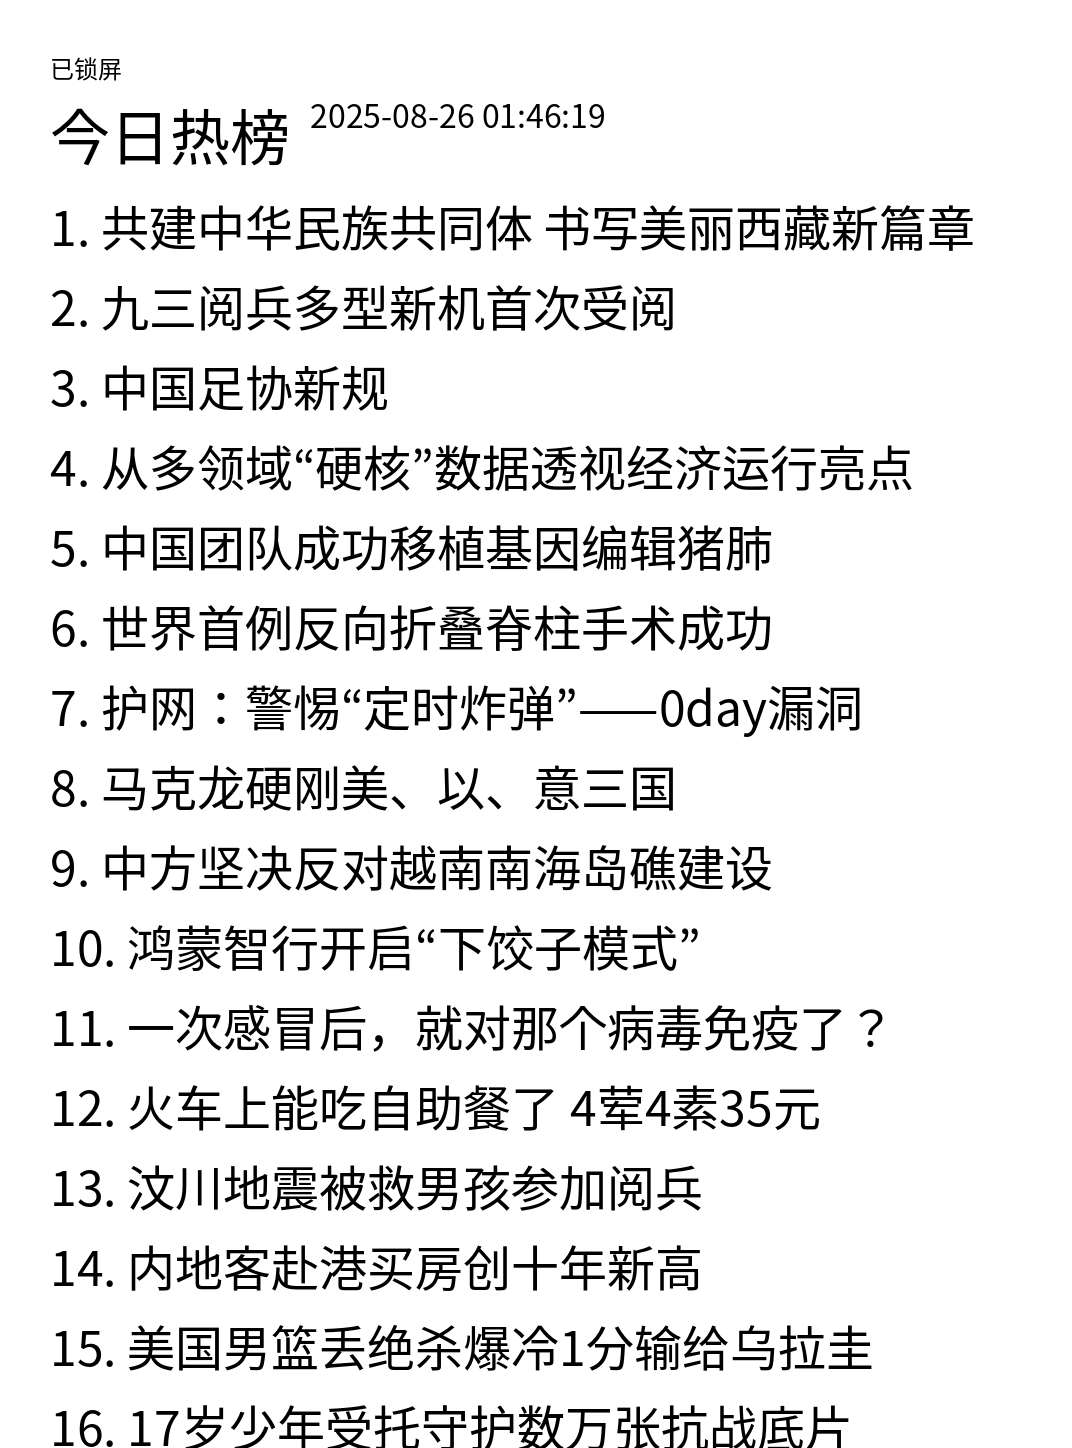 已锁屏
今日热榜 2025-08-26 01:46:19
1. 共建中华民族共同体 书写美丽西藏新篇章
2. 九三阅兵多型新机首次受阅
3. 中国足协新规
4. 从多领域“硬核”数据透视经济运行亮点
5. 中国团队成功移植基因编辑猪肺
6. 世界首例反向折叠脊柱手术成功
7. 护网：警惕“定时炸弹”——0day漏洞
8. 马克龙硬刚美、以、意三国
9. 中方坚决反对越南南海岛礁建设
10. 鸿蒙智行开启“下饺子模式”
11. 一次感冒后，就对那个病毒免疫了？
12. 火车上能吃自助餐了 4荤4素35元
13. 汶川地震被救男孩参加阅兵
14. 内地客赴港买房创十年新高
15. 美国男篮丢绝杀爆冷1分输给乌拉圭
16. 17岁少年受托守护数万张抗战底片